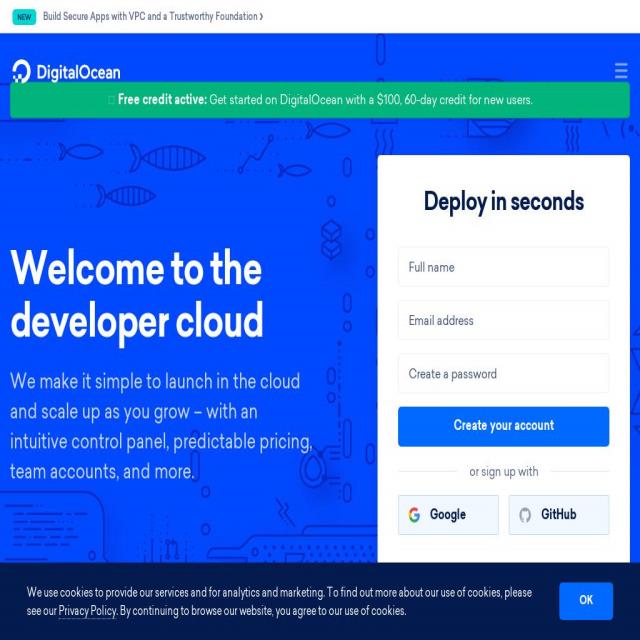 NEW Build Secure Apps with VPC and a Trustworthy Foundation ›
DigitalOcean
Free credit active: Get started on DigitalOcean with a $100, 60-day credit for new users.
Welcome to the
developer cloud
We make it simple to launch in the cloud
and scale up as you grow – with an
intuitive control panel, predictable pricing,
team accounts, and more.
Deploy in seconds
Full name
Email address
Create a password
Create your account
or sign up with
Google
GitHub
We use cookies to provide our services and for analytics and marketing. To find out more about our use of cookies, please
see our Privacy Policy. By continuing to browse our website, you agree to our use of cookies.
OK